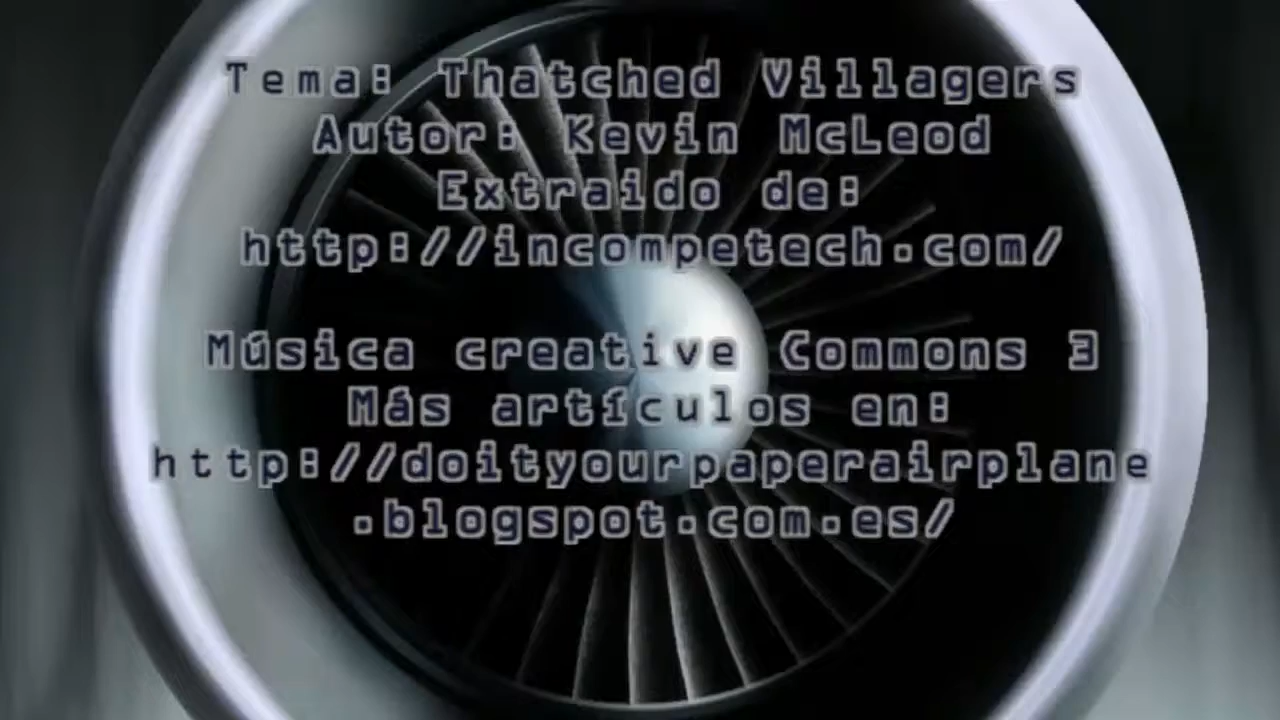 Tema: Thatched Villagers
Autor: Kevin McLeod
Extraido de:
http://incompetech.com/
Música creative Commons 3
Más artículos en:
http://doityourpaperairplane
.blogspot.com.es/